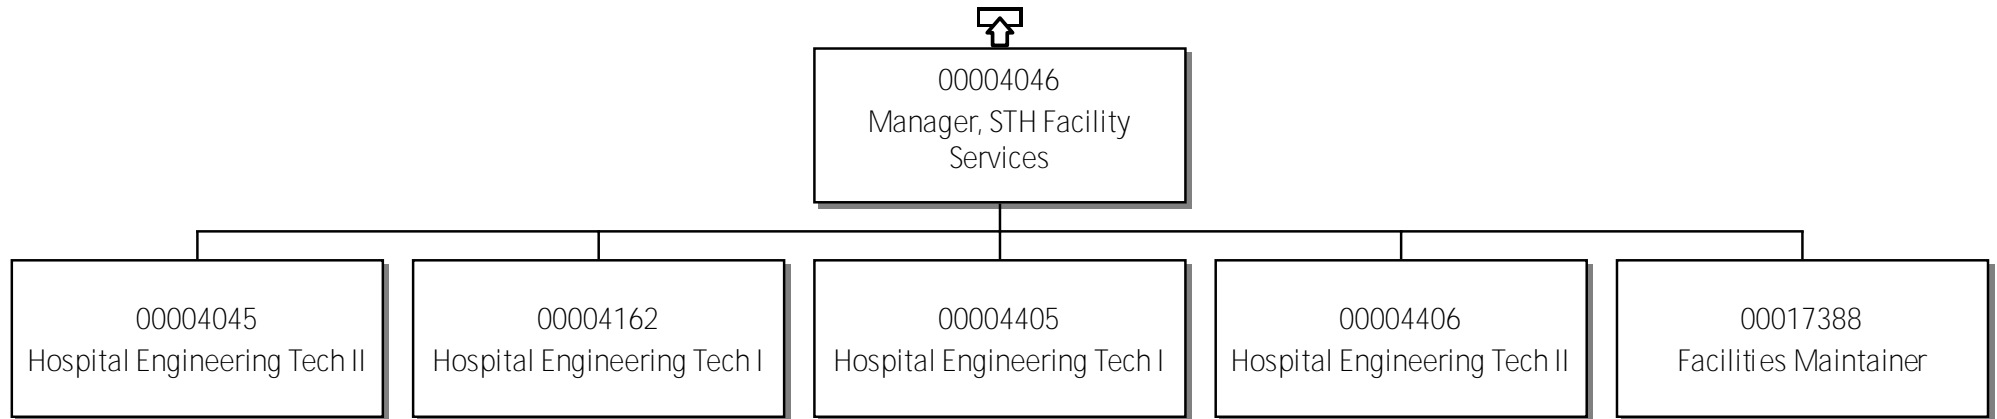 00004046
Manager, STH Facility
Services
00004045
Hospital Engineering Tech II
00004162
Hospital Engineering Tech I
00004405
Hospital Engineering Tech I
00004406
Hospital Engineering Tech II
00017388
Facilities Maintainer